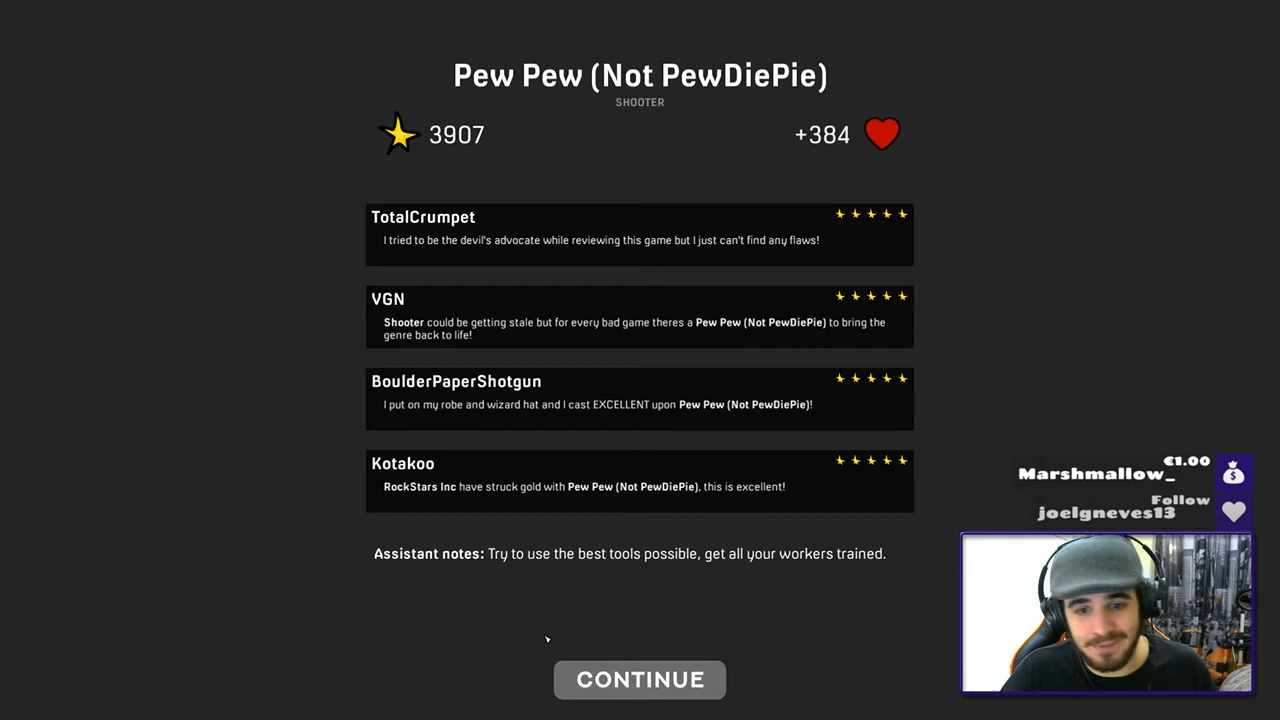 Pew Pew (Not PewDiePie)
SHOOTER
3907
+384
TotalCrumpet
I tried to be the devil's advocate while reviewing this game but I just can't find any flaws!
VGN
Shooter could be getting stale but for every bad game theres a Pew Pew (Not PewDiePie) to bring the
genre back to life!
BoulderPaperShotgun
I put on my robe and wizard hat and I cast EXCELLENT upon Pew Pew (Not PewDiePie)!
Kotakoo
RockStars Inc have struck gold with Pew Pew (Not PewDiePie), this is excellent!
Assistant notes: Try to use the best tools possible, get all your workers trained.
CONTINUE
€1.00
Marshmallow_
Follow
joelgneves13